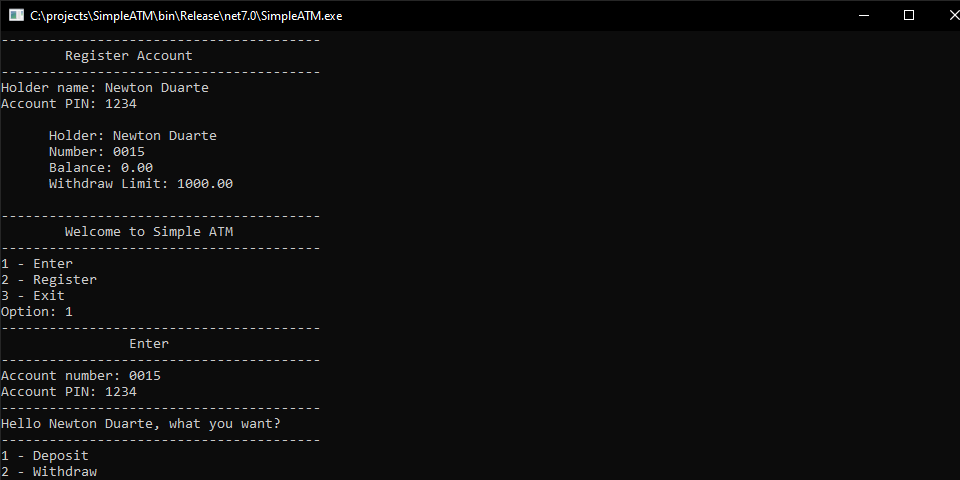 C:\projects\SimpleATM\bin\Release\net7.0\SimpleATM.exe
----------------------------------------
Register Account
----------------------------------------
Holder name: Newton Duarte
Account PIN: 1234
Holder: Newton Duarte
Number: 0015
Balance: 0.00
Withdraw Limit: 1000.00
----------------------------------------
Welcome to Simple ATM
----------------------------------------
1 - Enter
2 - Register
3 - Exit
Option: 1
----------------------------------------
Enter
----------------------------------------
Account number: 0015
Account PIN: 1234
----------------------------------------
Hello Newton Duarte, what you want?
----------------------------------------
1 - Deposit
2 - Withdraw